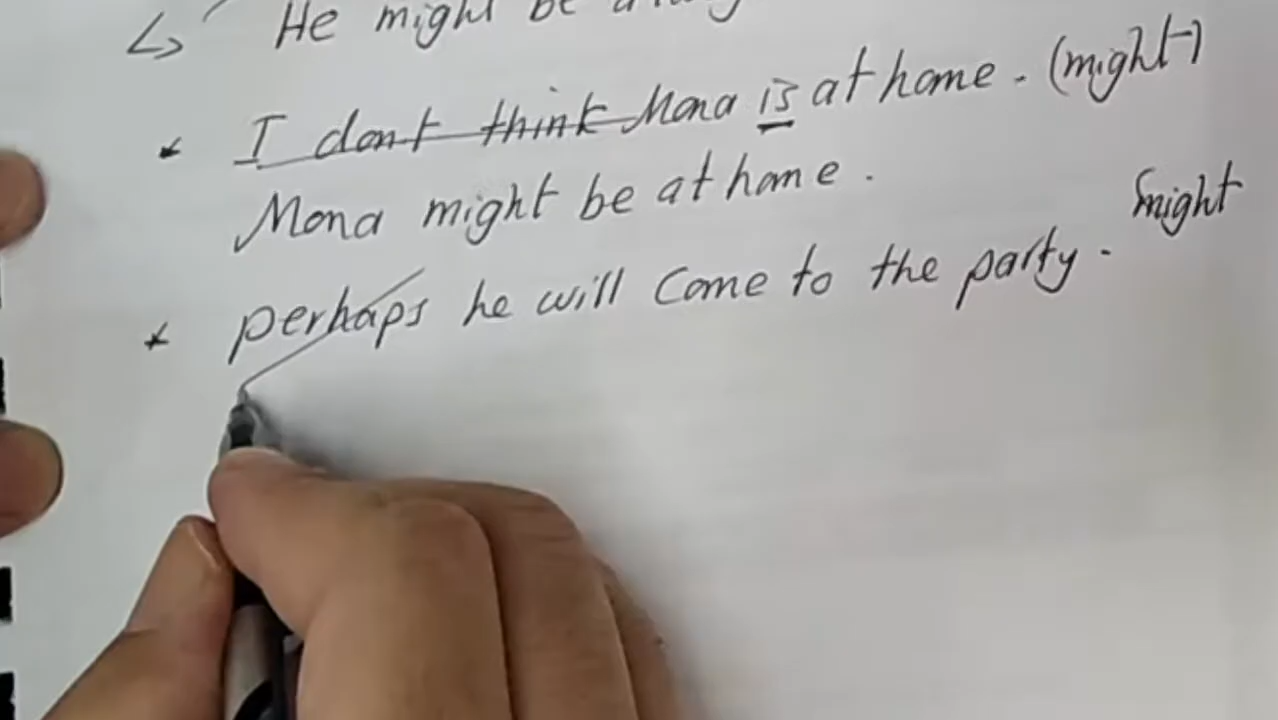 He might be a
I dont think Mona is at home. (might)
Mona might be at home.
might
perhaps he will Come to the party.